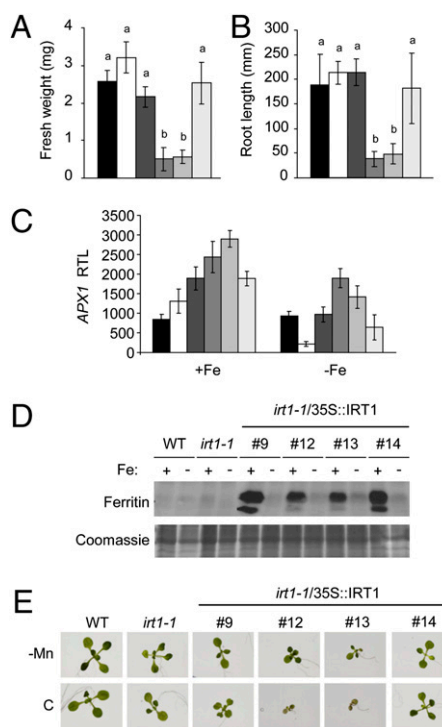 A
B
Fresh weight (mg)
4
3
2
1
0
a
a
a
b
b
a
Root length (mm)
300
250
200
150
100
50
0
a
a
a
b
b
a
C
APX1 RTL
3500
3000
2500
2000
1500
1000
500
0
+Fe
-Fe
D
irt1-1/35S::IRT1
WT
irt1-1
#9
#12
#13
#14
Fe: + - + - + - + - + - + -
Ferritin
Coomassie
E
irt1-1/35S::IRT1
WT
irt1-1
#9
#12
#13
#14
-Mn
C